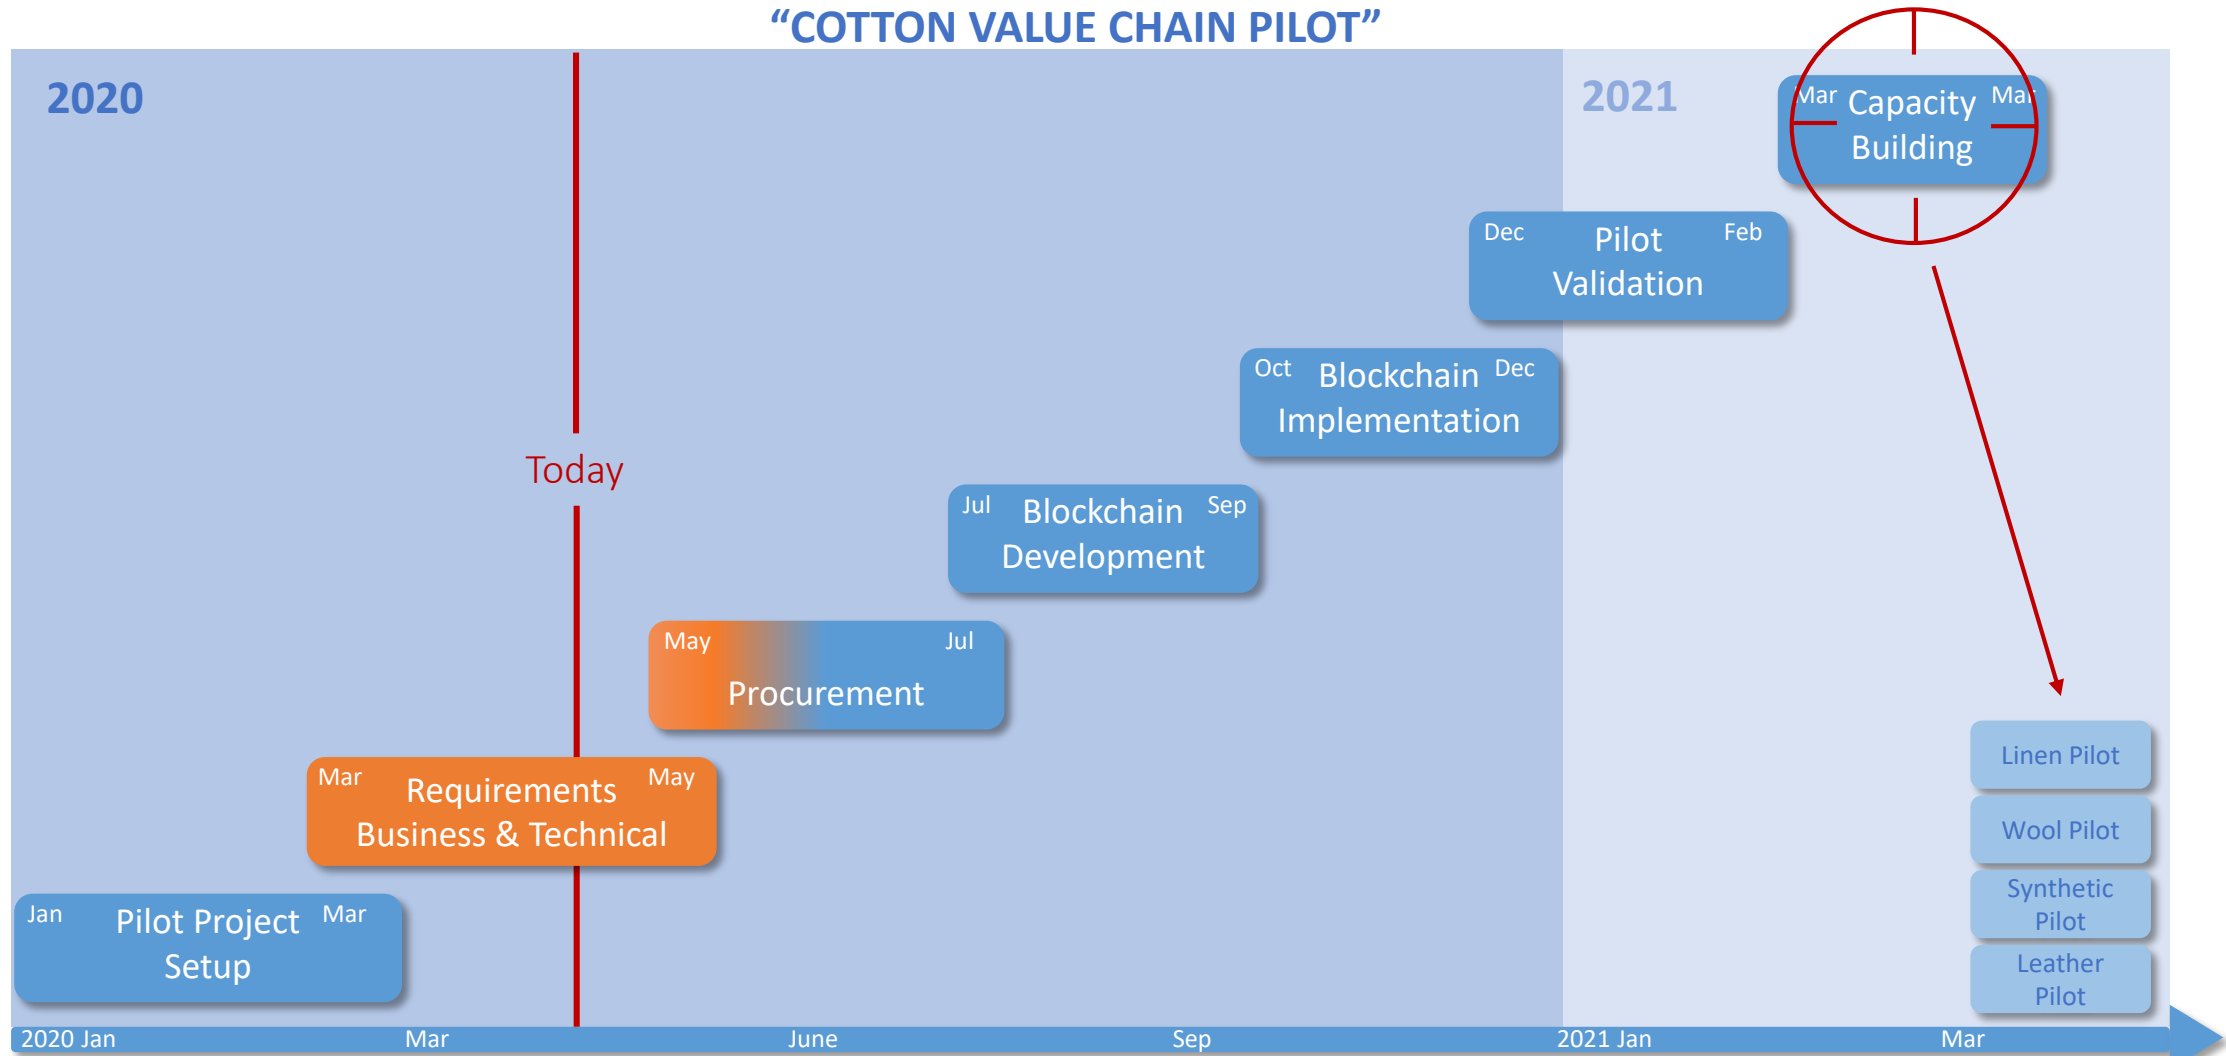 “COTTON VALUE CHAIN PILOT”
2020
2021
Mar Capacity Mar
Building
Dec Pilot Feb
Validation
Oct Blockchain Dec
Implementation
Today
Jul Blockchain Sep
Development
May Jul
Procurement
Mar Requirements May
Business & Technical
Jan Pilot Project Mar
Setup
Linen Pilot
Wool Pilot
Synthetic
Pilot
Leather
Pilot
2020 Jan Mar June Sep 2021 Jan Mar